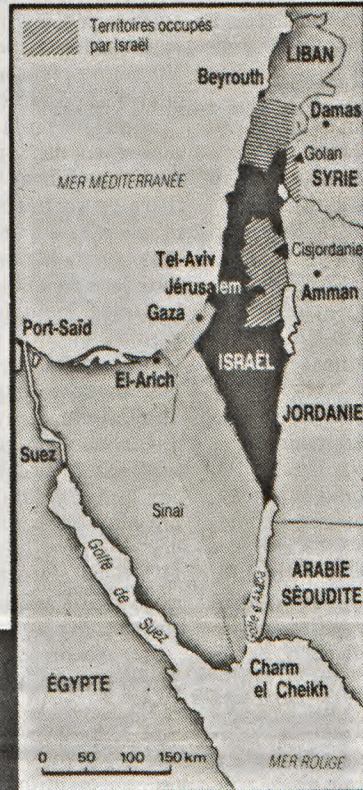 Territoires occupés
par Israël
LIBAN
Beyrouth
Damas
Golan
SYRIE
MER MÉDITERRANÉE
Cisjordanie
Tel-Aviv
Jérusalem
Amman
Gaza
Port-Saïd
ISRAËL
El-Arich
JORDANIE
Suez
Sinaï
Golfe de Suez
Golfe d'Akaba
ARABIE
SÉOUDITE
Charm
el Cheikh
ÉGYPTE
0 50 100 150 km
MER ROUGE